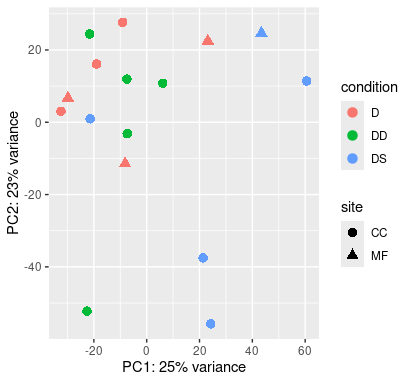 20
0
-20
-40
PC2: 23% variance
-20
0
20
40
60
PC1: 25% variance
condition
D
DD
DS
site
CC
MF